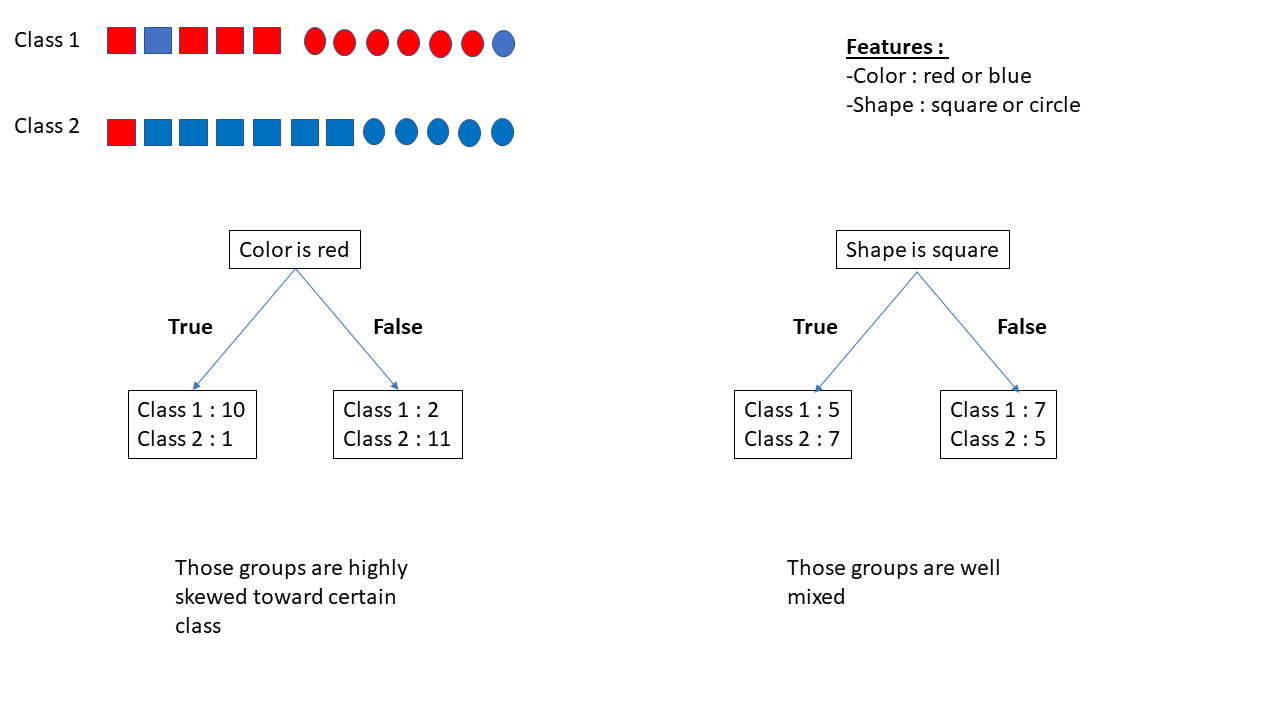 Class 1
Features :
-Color : red or blue
-Shape : square or circle
Class 2
Color is red
True
False
Class 1 : 10
Class 2 : 1
Class 1 : 2
Class 2 : 11
Those groups are highly
skewed toward certain
class
Shape is square
True
False
Class 1 : 5
Class 2 : 7
Class 1 : 7
Class 2 : 5
Those groups are well
mixed